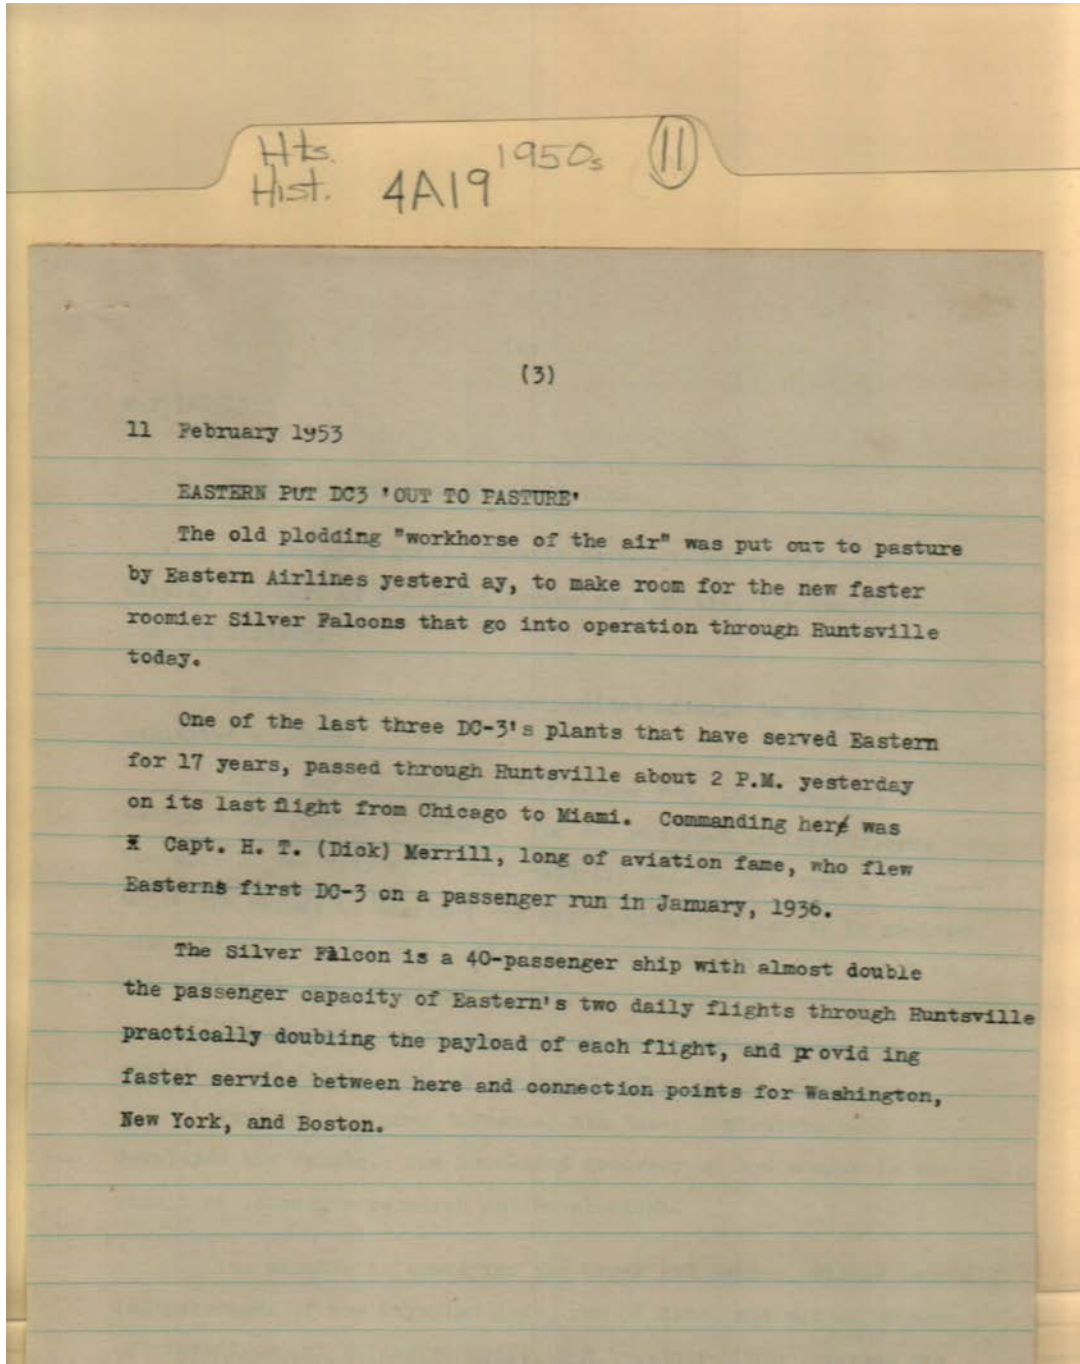 Hts. 1950s 11
Hist. 4A19
(3)
11 February 1953
EASTERN PUT DC3 'OUT TO PASTURE'
The old plodding "workhorse of the air" was put out to pasture
by Eastern Airlines yesterd ay, to make room for the new faster
roomier Silver Falcons that go into operation through Huntsville
today.
One of the last three DC-3's plants that have served Eastern
for 17 years, passed through Huntsville about 2 P.M. yesterday
on its last flight from Chicago to Miami. Commanding here was
X Capt. H. T. (Dick) Merrill, long of aviation fame, who flew
Easterns first DC-3 on a passenger run in January, 1936.
The Silver Falcon is a 40-passenger ship with almost double
the passenger capacity of Eastern's two daily flights through Huntsville
practically doubling the payload of each flight, and provid ing
faster service between here and connection points for Washington,
New York, and Boston.